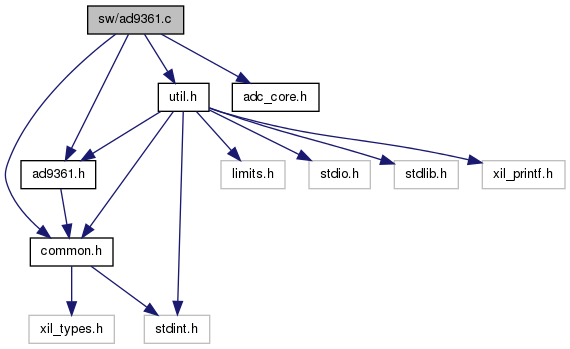 sw/ad9361.c
util.h
adc_core.h
ad9361.h
limits.h
stdio.h
stdlib.h
xil_printf.h
common.h
xil_types.h
stdint.h